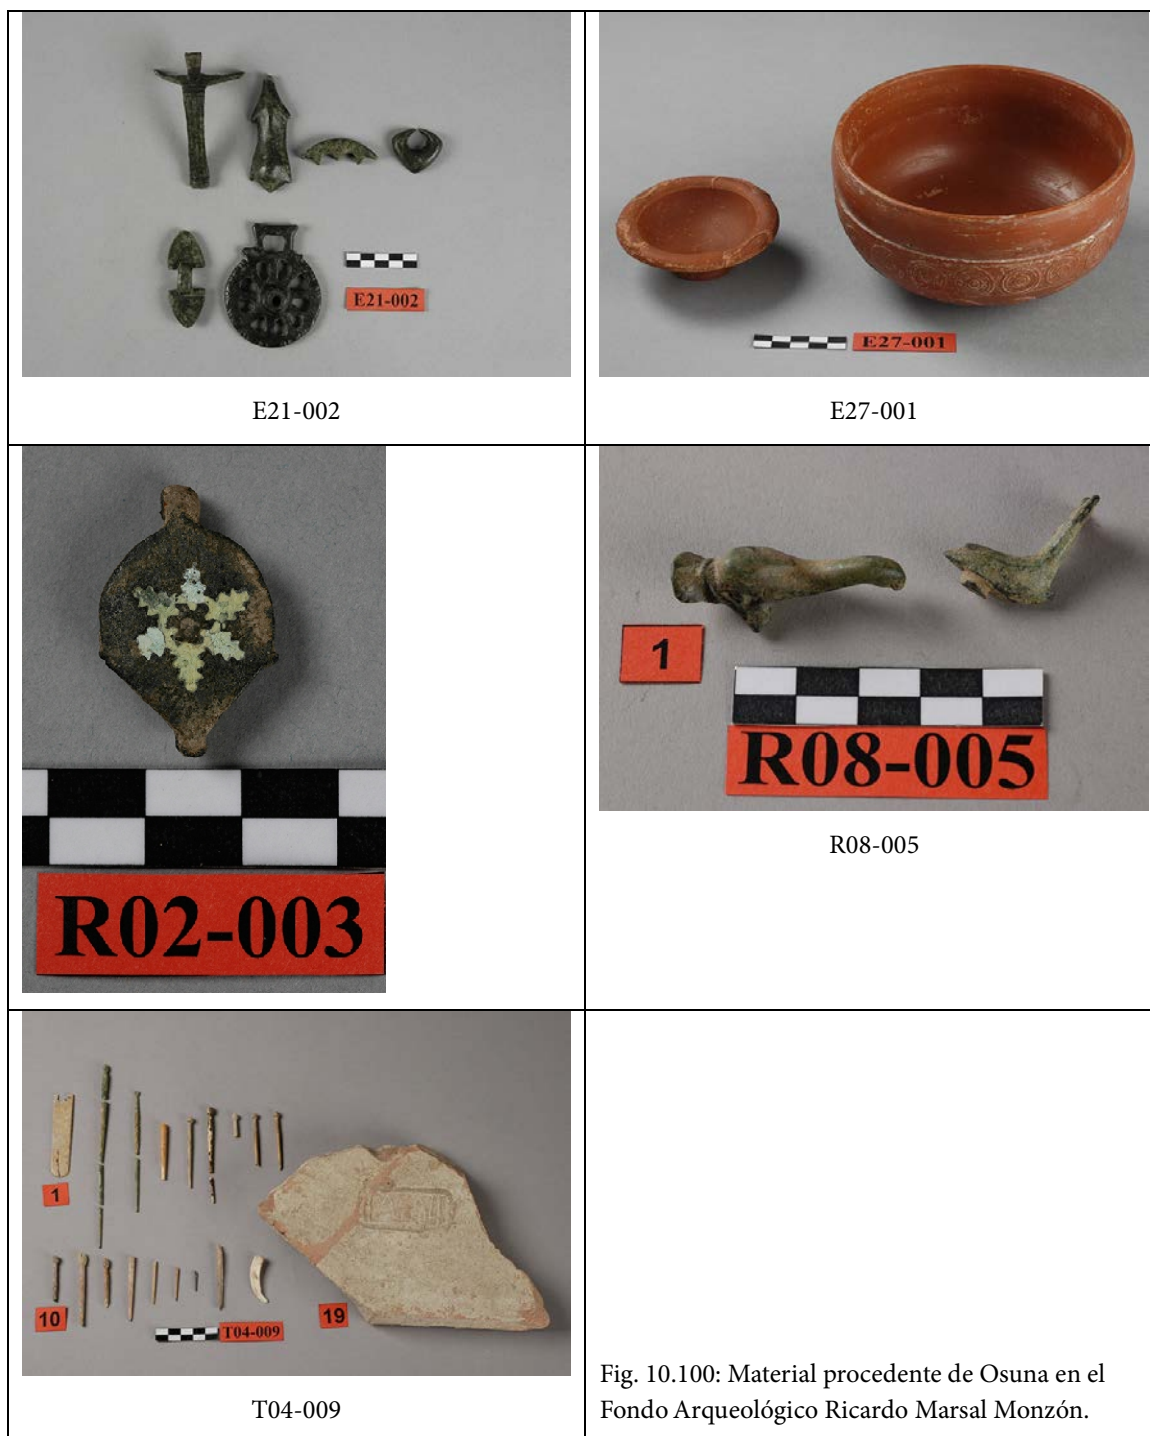 E21-002
E21-002
E27-001
E27-001
R02-003
1
R08-005
R08-005
1
10
T04-009
19
T04-009
Fig. 10.100: Material procedente de Osuna en el
Fondo Arqueológico Ricardo Marsal Monzón.